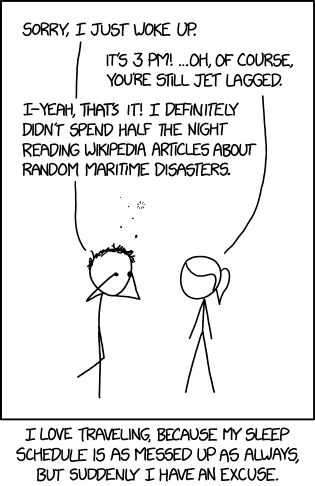 SORRY, I JUST WOKE UP.
IT'S 3 PM! ...OH, OF COURSE,
YOU'RE STILL JET LAGGED.
I-YEAH, THAT'S IT! I DEFINITELY
DIDN'T SPEND HALF THE NIGHT
READING WIKIPEDIA ARTICLES ABOUT
RANDOM MARITIME DISASTERS.
I LOVE TRAVELING, BECAUSE MY SLEEP
SCHEDULE IS AS MESSED UP AS ALWAYS,
BUT SUDDENLY I HAVE AN EXCUSE.